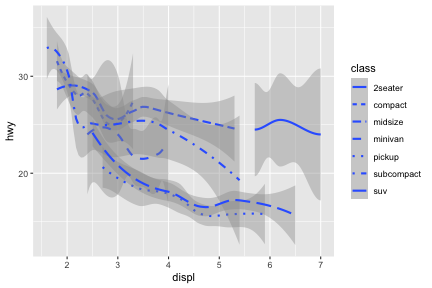 hwy
30
20
2
3
4
5
6
7
displ
class
2seater
compact
midsize
minivan
pickup
subcompact
suv